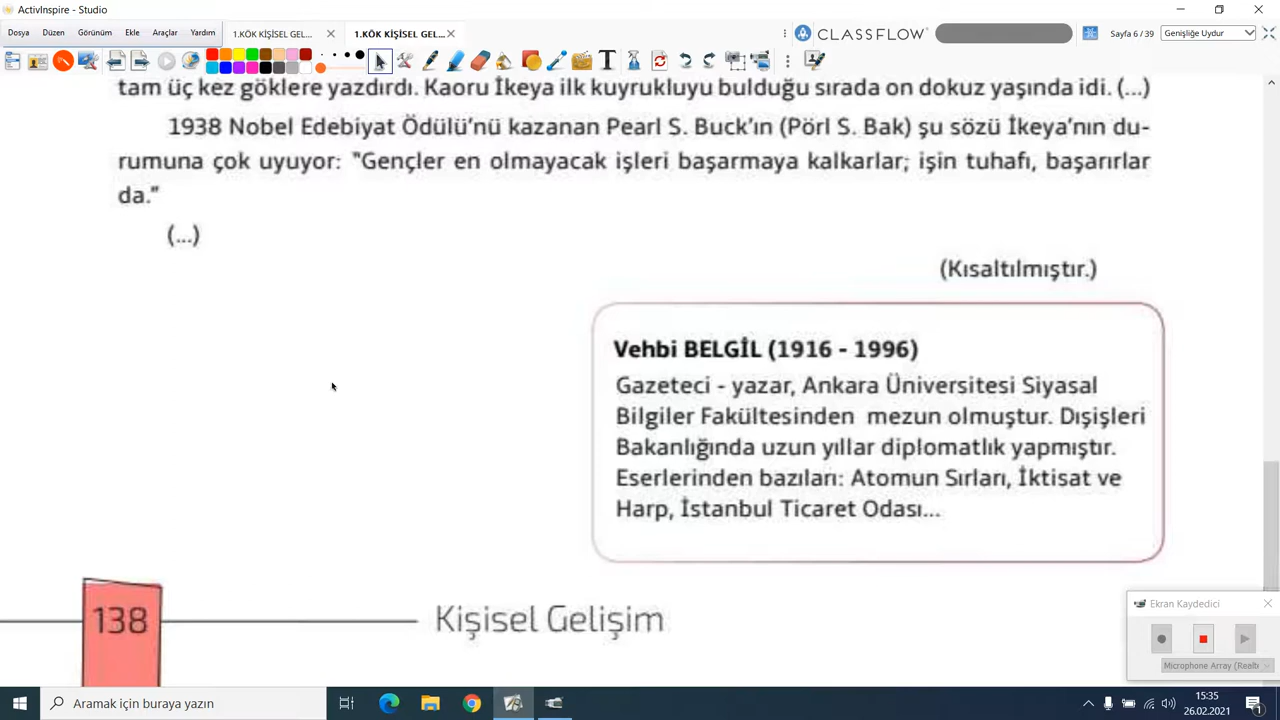 ActivInspire - Studio
Dosya Düzen Görünüm Ekle Araçlar Yardım
1.KÖK KİŞİSEL GEL...
1.KÖK KİŞİSEL GEL...
CLASSFLOW
Sayfa 6 / 39
Genişliğe Uydur
tam üç kez göklere yazdırdı. Kaoru İkeya ilk kuyrukluyu bulduğu sırada on dokuz yaşında idi. (...)
1938 Nobel Edebiyat Ödülü’nü kazanan Pearl S. Buck’ın (Pörl S. Bak) şu sözü İkeya’nın du-
rumuna çok uyuyor: “Gençler en olmayacak işleri başarmaya kalkarlar; işin tuhafı, başarırlar
da.”
(...)
(Kısaltılmıştır.)
Vehbi BELGİL (1916 - 1996)
Gazeteci - yazar, Ankara Üniversitesi Siyasal
Bilgiler Fakültesinden mezun olmuştur. Dışişleri
Bakanlığında uzun yıllar diplomatlık yapmıştır.
Eserlerinden bazıları: Atomun Sırları, İktisat ve
Harp, İstanbul Ticaret Odası...
138
Kişisel Gelişim
Ekran Kaydedici
Microphone Array (Realt
Aramak için buraya yazın
15:35
26.02.2021
1